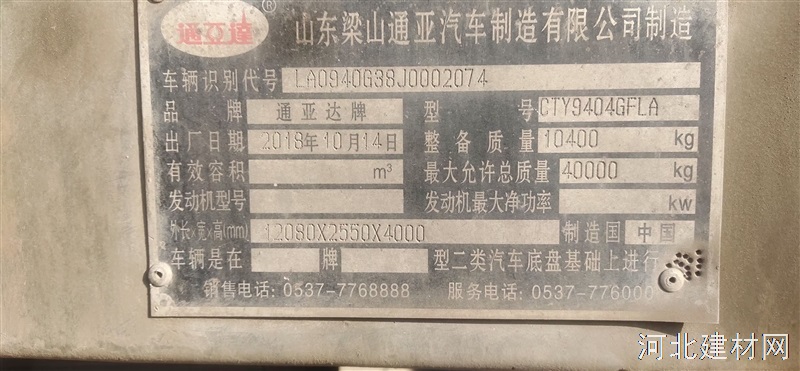 通亚达 ®
山东梁山通亚汽车制造有限公司制造
车辆识别代号 LA0940G38J0002074
品牌 通亚达牌 型号 CTY9404GFLA
出厂日期 2018年10月14日 整备质量 10400 kg
有效容积 m³ 最大允许总质量 40000 kg
发动机型号 发动机最大净功率 kw
外长x宽x高(mm) 12080X2550X4000 制造国 中国
车辆是在 牌 型二类汽车底盘基础上进行
销售电话: 0537-7768888 服务电话: 0537-776000
河北建材网